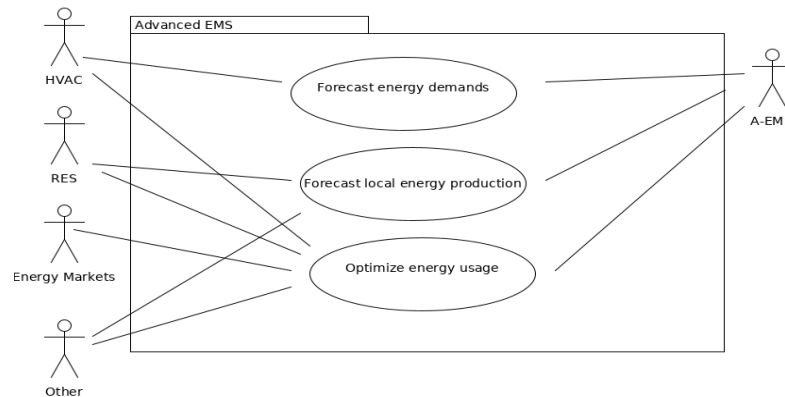 Advanced EMS
HVAC
Forecast energy demands
A-EM
RES
Forecast local energy production
Energy Markets
Optimize energy usage
Other